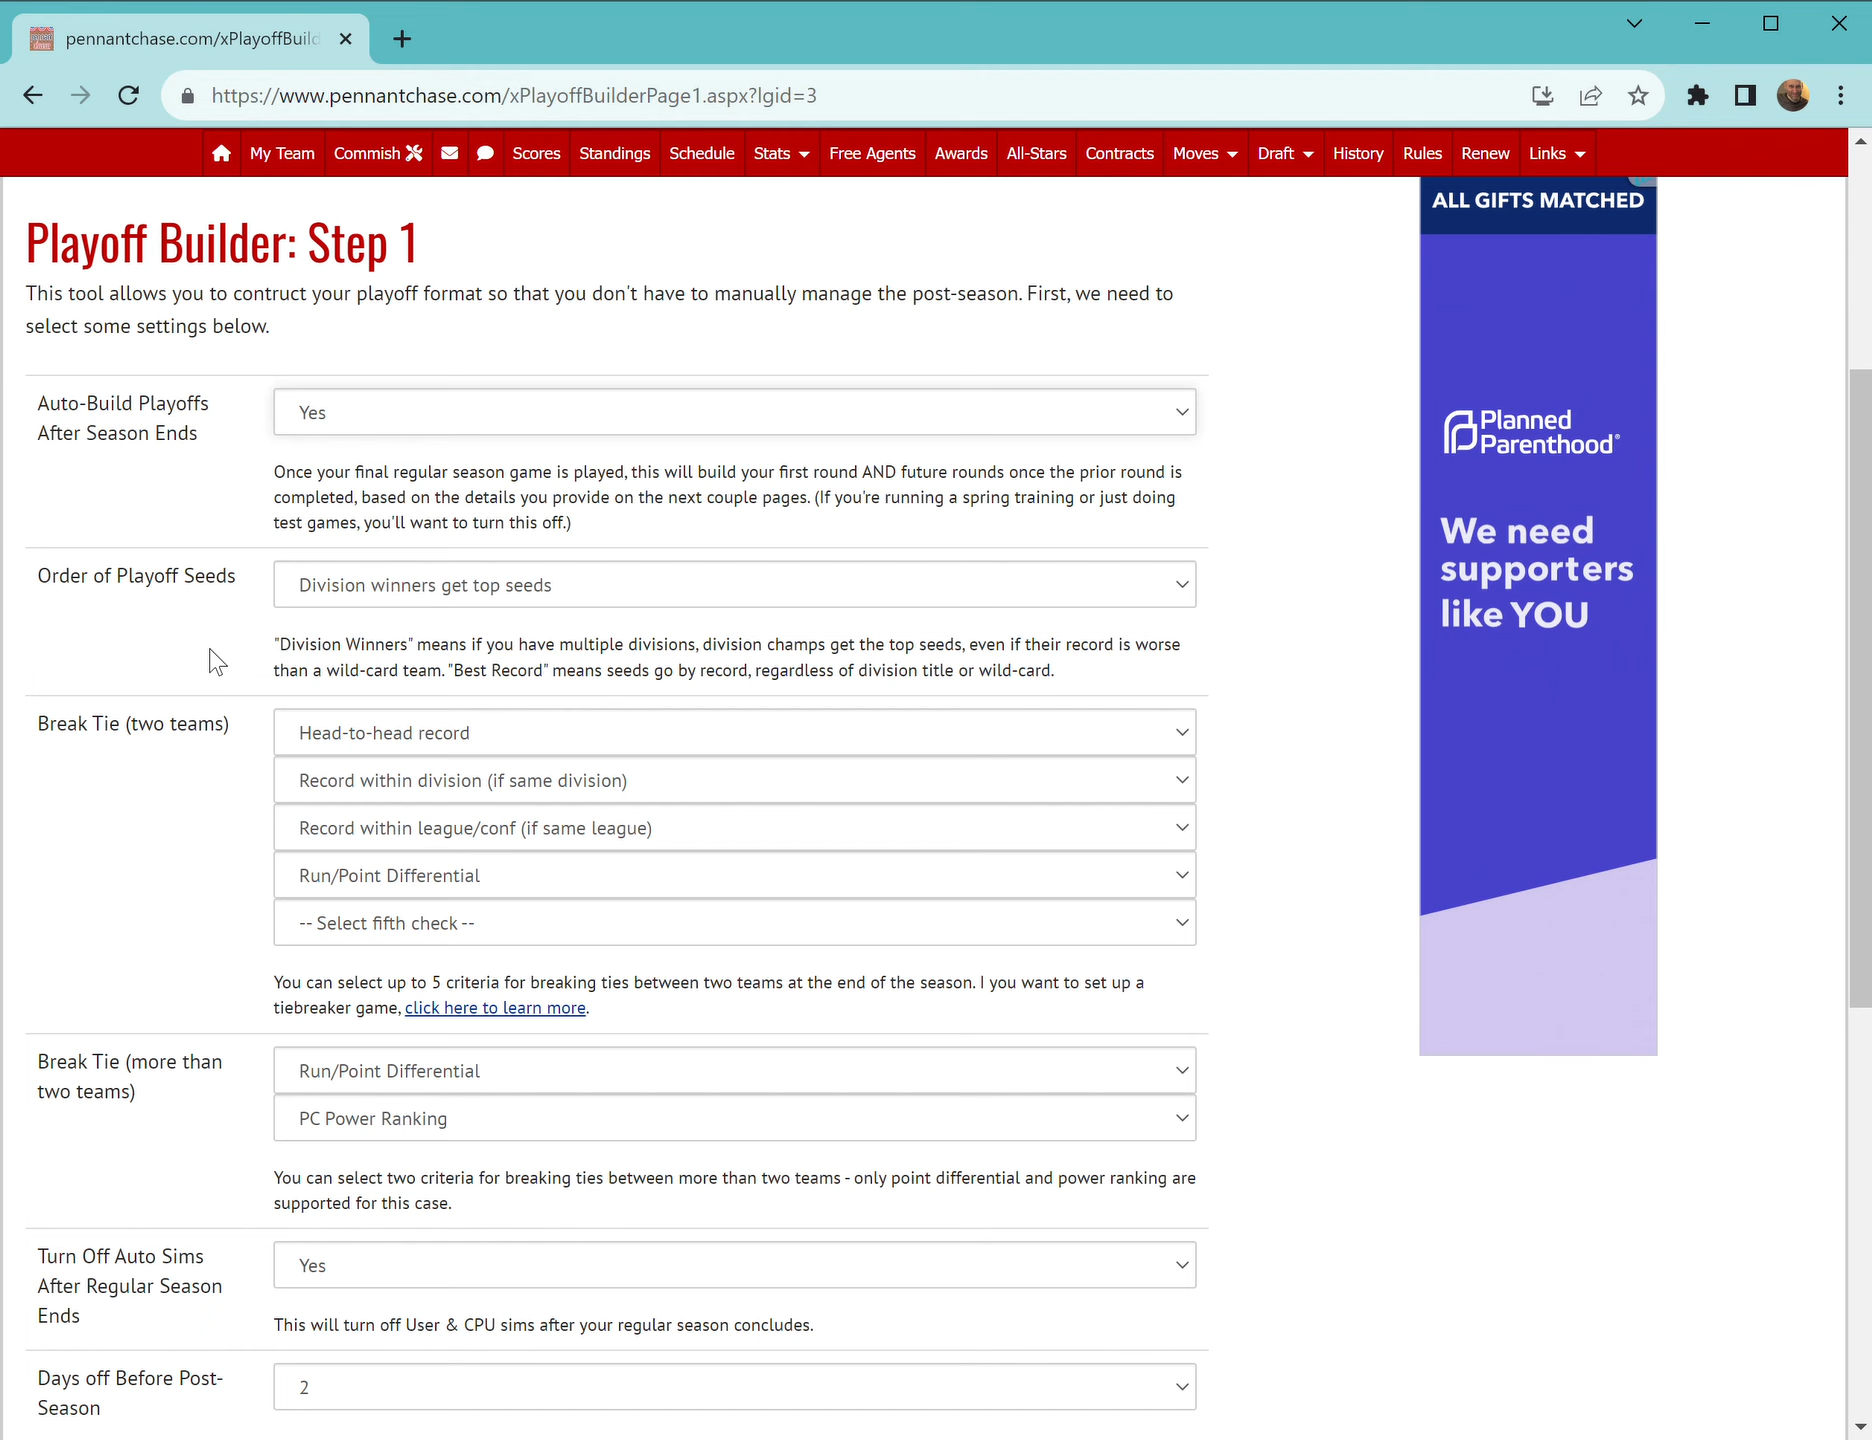 pennantchase.com/xPlayoffBuild
https://www.pennantchase.com/xPlayoffBuilderPage1.aspx?lgid=3
My Team Commish Scores Standings Schedule Stats Free Agents Awards All-Stars Contracts Moves Draft History Rules Renew Links
ALL GIFTS MATCHED
Playoff Builder: Step 1
This tool allows you to contruct your playoff format so that you don't have to manually manage the post-season. First, we need to
select some settings below.
Auto-Build Playoffs
After Season Ends
Yes
Once your final regular season game is played, this will build your first round AND future rounds once the prior round is
completed, based on the details you provide on the next couple pages. (If you're running a spring training or just doing
test games, you'll want to turn this off.)
Order of Playoff Seeds
Division winners get top seeds
"Division Winners" means if you have multiple divisions, division champs get the top seeds, even if their record is worse
than a wild-card team. "Best Record" means seeds go by record, regardless of division title or wild-card.
Break Tie (two teams)
Head-to-head record
Record within division (if same division)
Record within league/conf (if same league)
Run/Point Differential
-- Select fifth check --
You can select up to 5 criteria for breaking ties between two teams at the end of the season. I you want to set up a
tiebreaker game, click here to learn more.
Break Tie (more than
two teams)
Run/Point Differential
PC Power Ranking
You can select two criteria for breaking ties between more than two teams - only point differential and power ranking are
supported for this case.
Turn Off Auto Sims
After Regular Season
Ends
Yes
This will turn off User & CPU sims after your regular season concludes.
Days off Before Post-
Season
2
Planned
Parenthood®
We need
supporters
like YOU